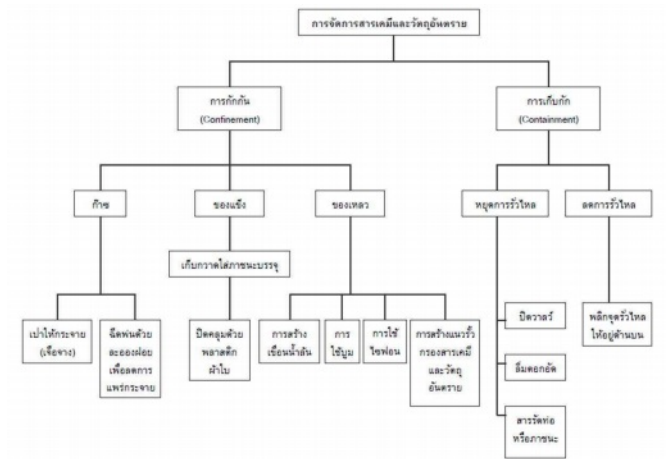 การจัดการสารเคมีและวัตถุอันตราย
การกักกัน
(Confinement)
การเก็บกัก
(Containment)
ก๊าซ
ของแข็ง
ของเหลว
หยุดการรั่วไหล
ลดการรั่วไหล
เก็บกวาดใส่ภาชนะบรรจุ
เป่าให้กระจาย
(เจือจาง)
ฉีดพ่นด้วย
ละอองฝอย
เพื่อลดการ
แพร่กระจาย
ปิดคลุมด้วย
พลาสติก
ผ้าใบ
การสร้าง
เขื่อนน้ำล้น
การ
ใช้บูม
การใช้
ไซฟอน
การสร้างแนวรั้ว
กรองสารเคมี
และวัตถุ
อันตราย
ปิดวาลว์
ลิ่มตอกอัด
สารรัดท่อ
หรือภาชนะ
พลิกจุดรั่วไหล
ให้อยู่ด้านบน